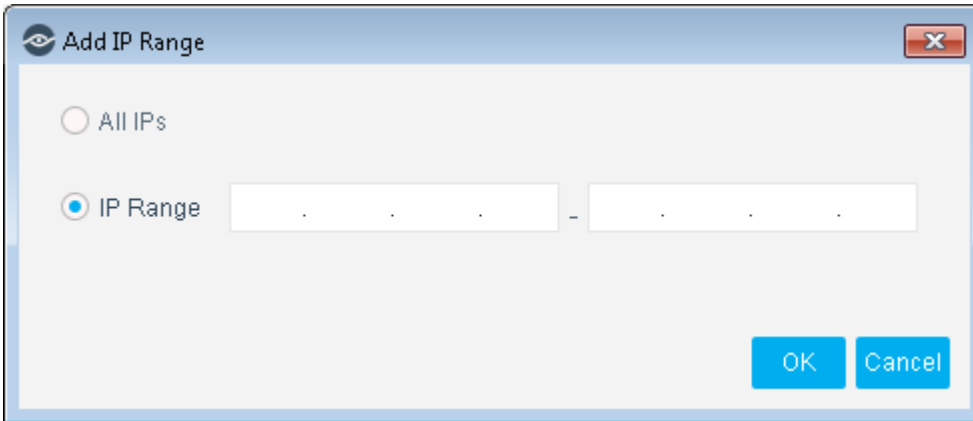 Add IP Range
All IPs
IP Range . . . - . . .
OK Cancel